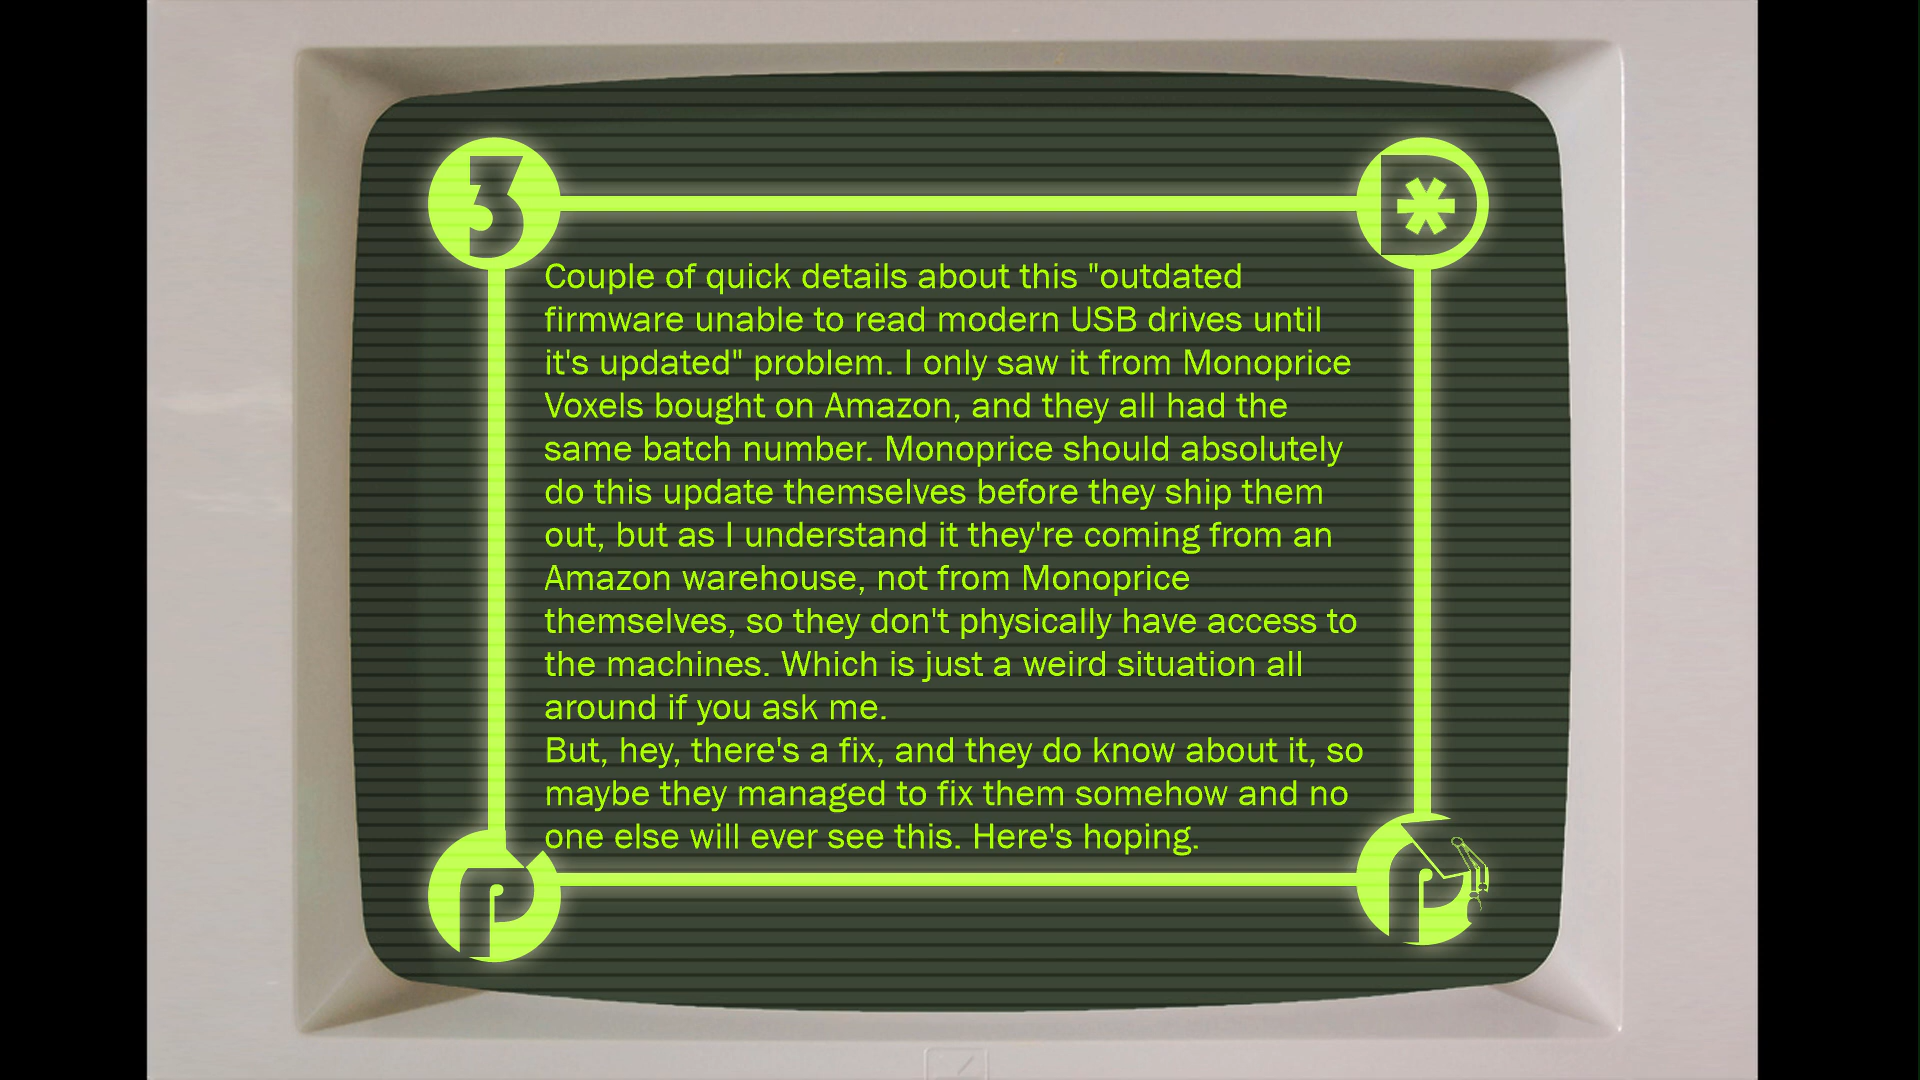 3 D*
Couple of quick details about this "outdated
firmware unable to read modern USB drives until
it's updated" problem. I only saw it from Monoprice
Voxels bought on Amazon, and they all had the
same batch number. Monoprice should absolutely
do this update themselves before they ship them
out, but as I understand it they're coming from an
Amazon warehouse, not from Monoprice
themselves, so they don't physically have access to
the machines. Which is just a weird situation all
around if you ask me.
But, hey, there's a fix, and they do know about it, so
maybe they managed to fix them somehow and no
one else will ever see this. Here's hoping.
P P